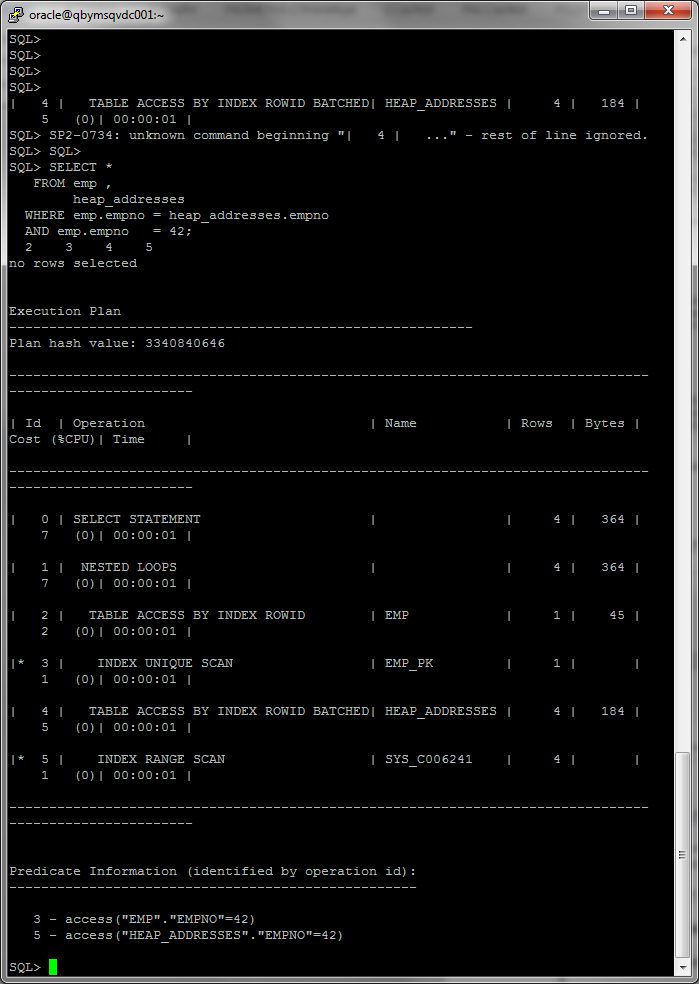 oracle@qbymsqvdc001:~
SQL>
SQL>
SQL>
SQL>
|   4 |   TABLE ACCESS BY INDEX ROWID BATCHED| HEAP_ADDRESSES |     4 |   184 |
    5   (0)| 00:00:01 |
SQL> SP2-0734: unknown command beginning "|   4 |   ..." - rest of line ignored.
SQL> SQL>
SQL> SELECT *
   FROM emp ,
        heap_addresses
  WHERE emp.empno = heap_addresses.empno
  AND emp.empno   = 42;
  2    3    4    5
no rows selected
Execution Plan
----------------------------------------------------------
Plan hash value: 3340840646
--------------------------------------------------------------------------------
-----------------------
| Id  | Operation                            | Name           | Rows  | Bytes |
Cost (%CPU)| Time     |
--------------------------------------------------------------------------------
-----------------------
|   0 | SELECT STATEMENT                     |                |     4 |   364 |
    7   (0)| 00:00:01 |
|   1 |  NESTED LOOPS                        |                |     4 |   364 |
    7   (0)| 00:00:01 |
|   2 |   TABLE ACCESS BY INDEX ROWID        | EMP            |     1 |    45 |
    2   (0)| 00:00:01 |
|*  3 |    INDEX UNIQUE SCAN                 | EMP_PK         |     1 |       |
    1   (0)| 00:00:01 |
|   4 |   TABLE ACCESS BY INDEX ROWID BATCHED| HEAP_ADDRESSES |     4 |   184 |
    5   (0)| 00:00:01 |
|*  5 |    INDEX RANGE SCAN                  | SYS_C006241    |     4 |       |
    1   (0)| 00:00:01 |
--------------------------------------------------------------------------------
-----------------------
Predicate Information (identified by operation id):
---------------------------------------------------
   3 - access("EMP"."EMPNO"=42)
   5 - access("HEAP_ADDRESSES"."EMPNO"=42)
SQL>